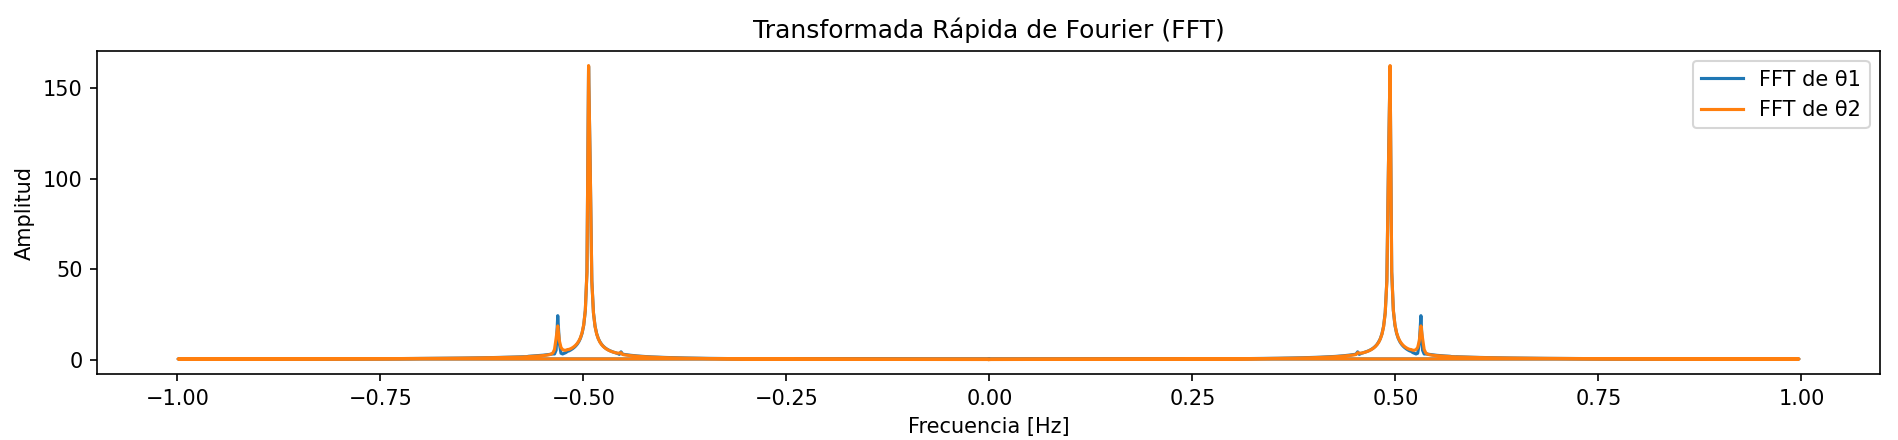 Transformada Rápida de Fourier (FFT)
FFT de θ1
FFT de θ2
150
100
50
0
Amplitud
−1.00 −0.75 −0.50 −0.25 0.00 0.25 0.50 0.75 1.00
Frecuencia [Hz]